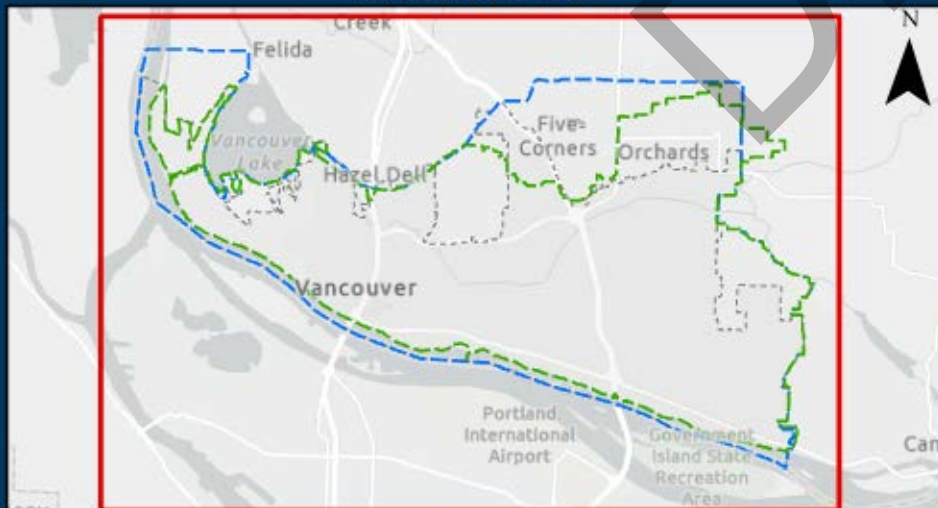 Creek
N
Felida
Vancouver
Lake
Five
Corners
Orchards
Hazel Dell
Vancouver
Portland
International
Airport
Government
Island State
Recreation
Area
Can
D